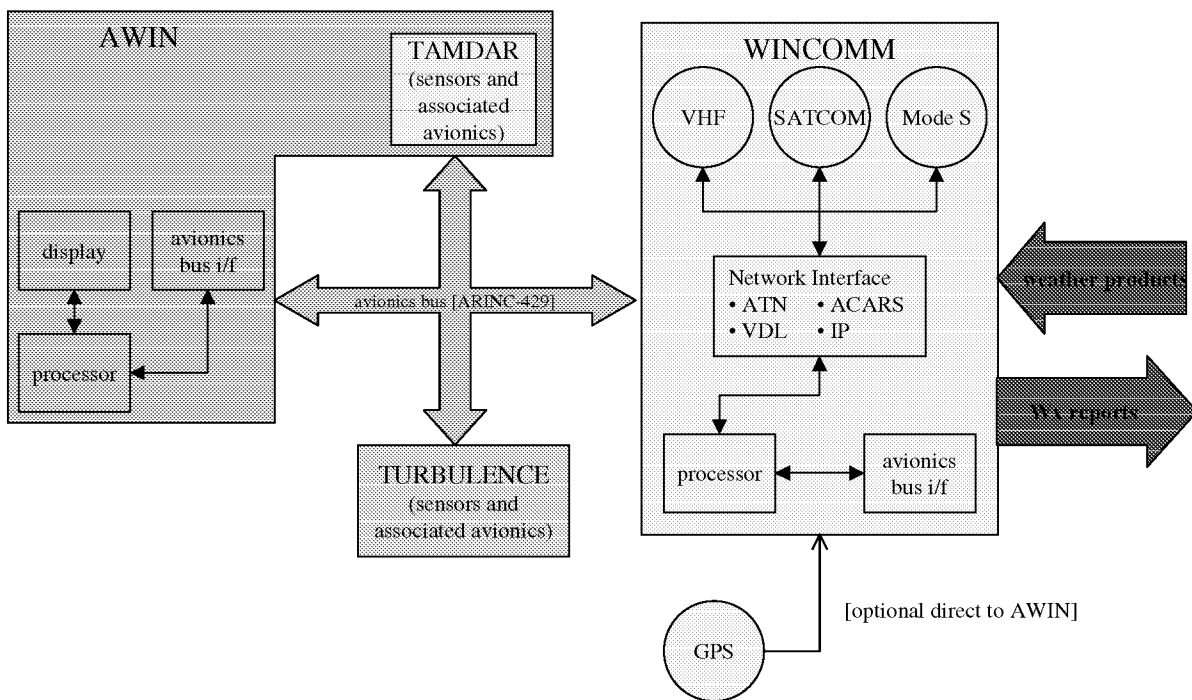 AWIN
TAMDAR
(sensors and
associated
avionics)
display
avionics
bus i/f
processor
avionics bus [ARINC-429]
TURBULENCE
(sensors and
associated avionics)
WINCOMM
VHF
SATCOM
Mode S
Network Interface
• ATN • ACARS
• VDL • IP
processor
avionics
bus i/f
weather products
Wx reports
[optional direct to AWIN]
GPS